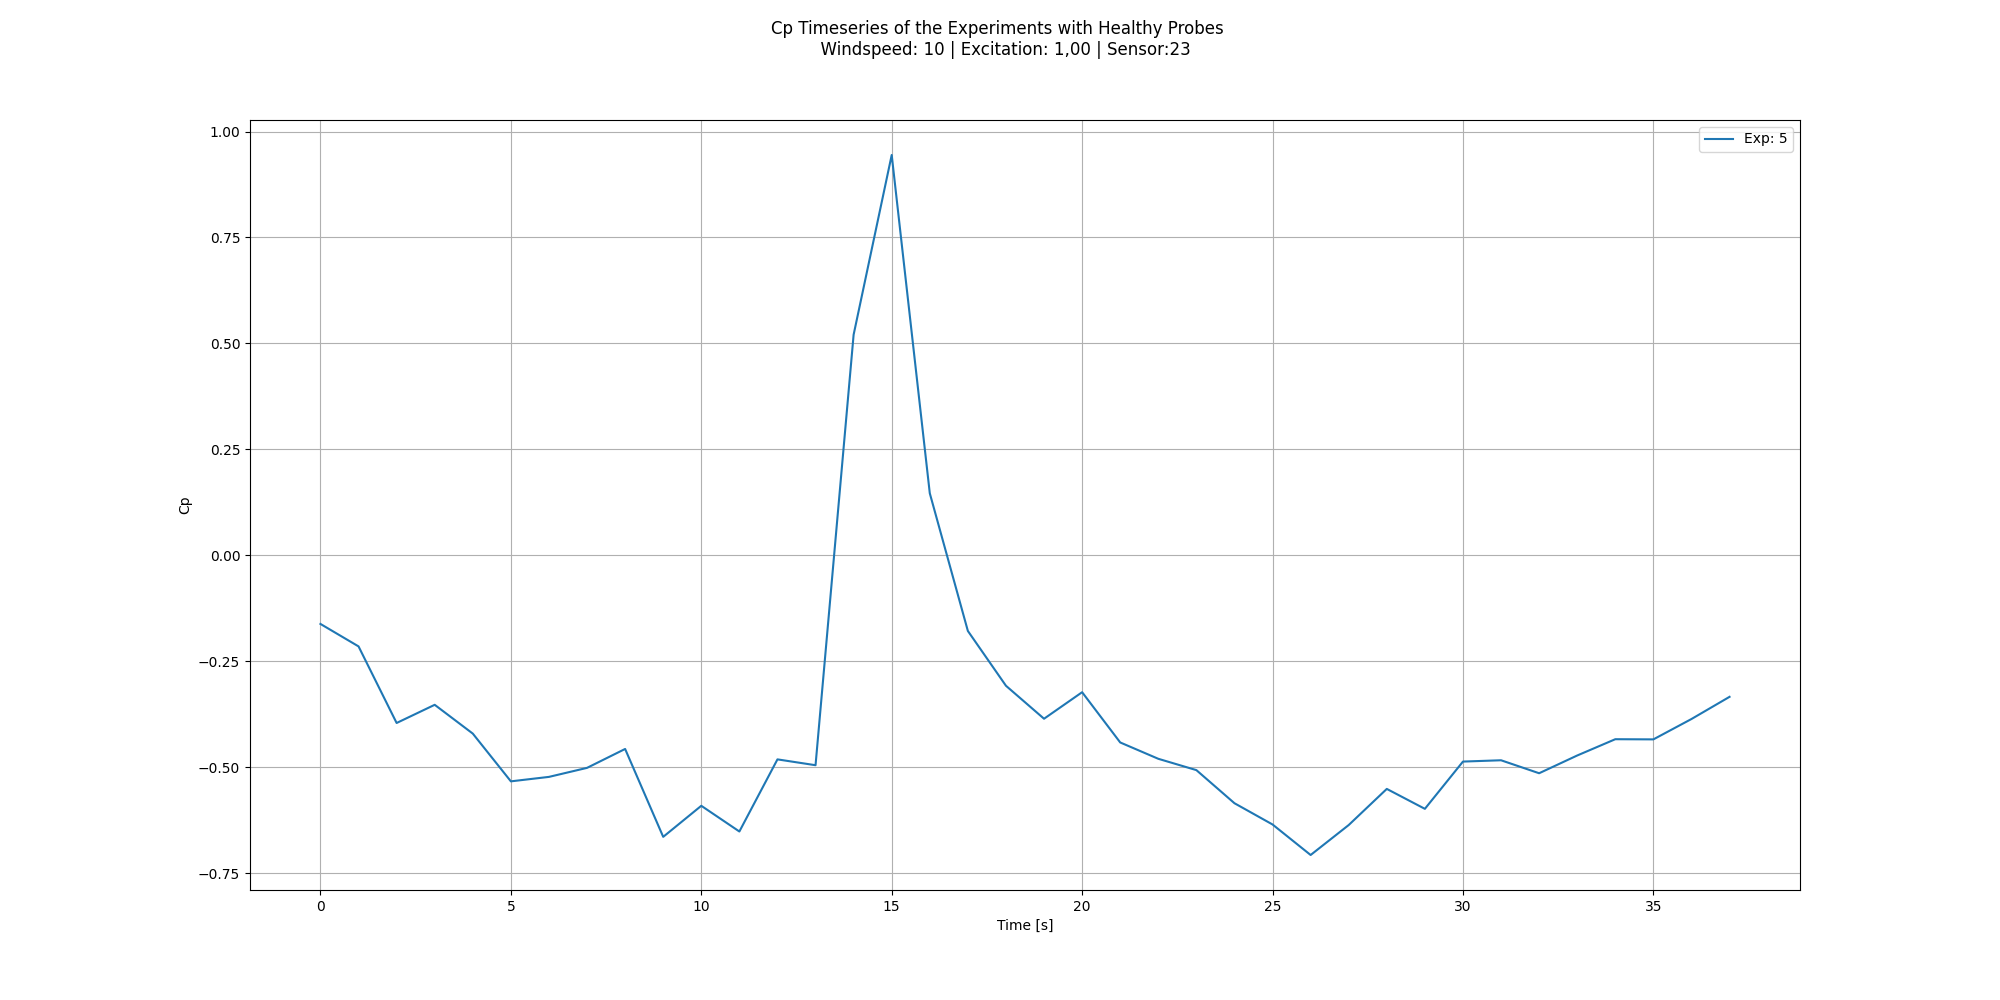 Cp Timeseries of the Experiments with Healthy Probes
Windspeed: 10 | Excitation: 1,00 | Sensor:23
Exp: 5
1.00
0.75
0.50
0.25
0.00
−0.25
−0.50
−0.75
Cp
0 5 10 15 20 25 30 35
Time [s]